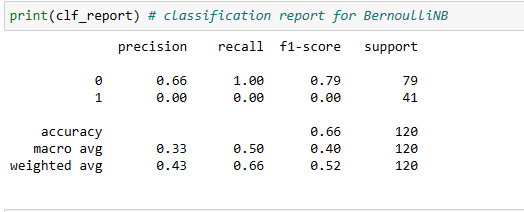 print(clf_report) # classification report for BernoulliNB
precision recall f1-score support
0 0.66 1.00 0.79 79
1 0.00 0.00 0.00 41
accuracy 0.66 120
macro avg 0.33 0.50 0.40 120
weighted avg 0.43 0.66 0.52 120